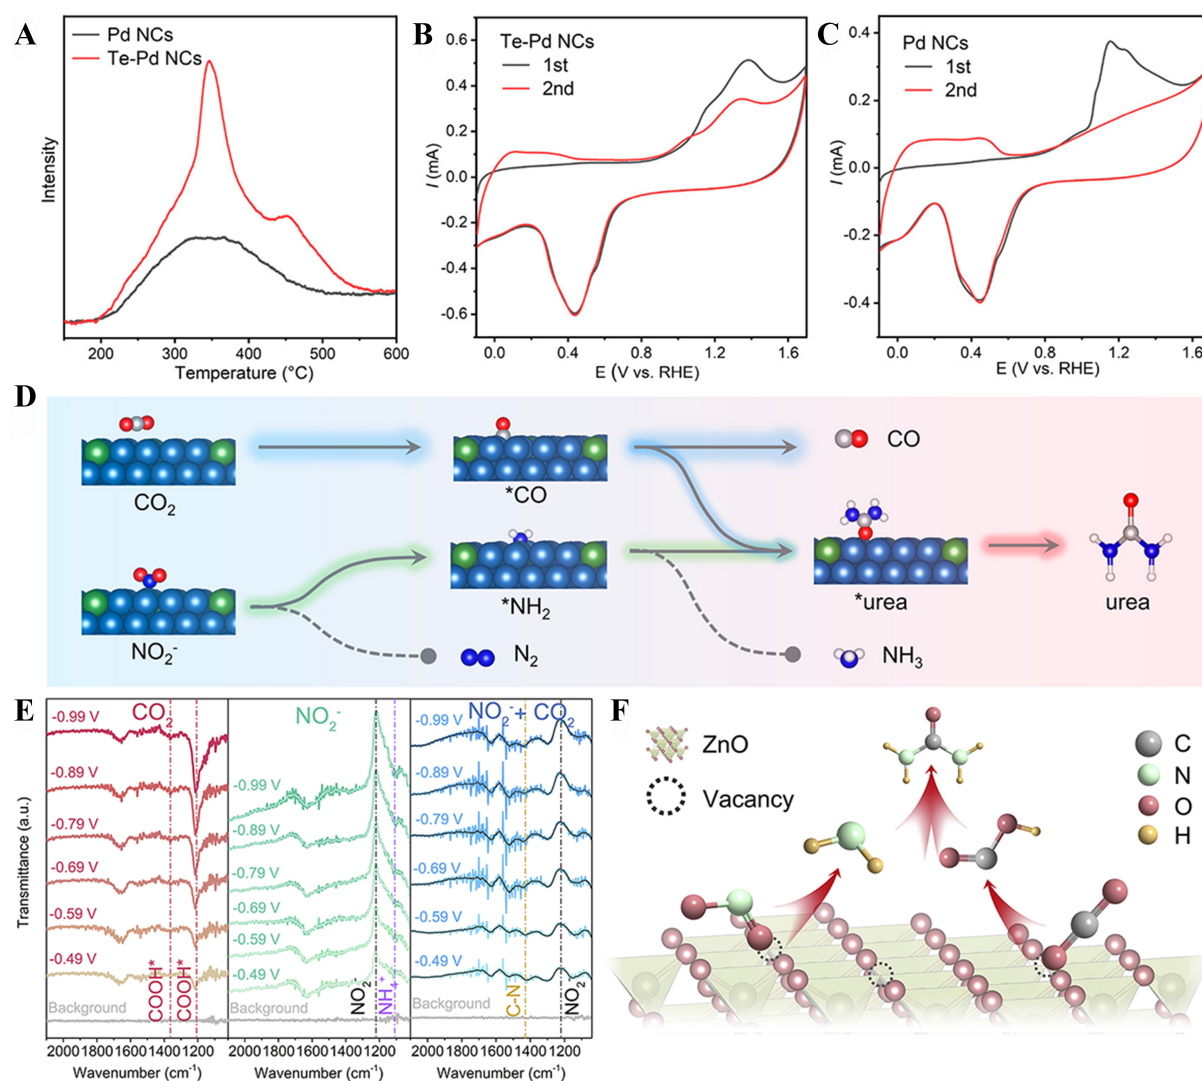 A
Pd NCs
Te-Pd NCs
Intensity
200 300 400 500 600
Temperature (°C)
B
Te-Pd NCs
1st
2nd
I (mA)
0.6
0.4
0.2
0.0
-0.2
-0.4
-0.6
0.0 0.4 0.8 1.2 1.6
E (V vs. RHE)
C
Pd NCs
1st
2nd
I (mA)
0.4
0.2
0.0
-0.2
-0.4
0.0 0.4 0.8 1.2 1.6
E (V vs. RHE)
D
CO₂
*CO
CO
NO₂⁻
*NH₂
*urea
urea
N₂
NH₃
E
Transmittance (a.u.)
CO₂
-0.99 V
-0.89 V
-0.79 V
-0.69 V
-0.59 V
-0.49 V
Background
COOH*
COOH*
2000 1800 1600 1400 1200
Wavenumber (cm⁻¹)
NO₂⁻
-0.99 V
-0.89 V
-0.79 V
-0.69 V
-0.59 V
-0.49 V
Background
NO₂⁻
NH₄⁺
2000 1800 1600 1400 1200
Wavenumber (cm⁻¹)
NO₂⁻+ CO₂
-0.99 V
-0.89 V
-0.79 V
-0.69 V
-0.59 V
-0.49 V
Background
C-N
NO₂⁻
2000 1800 1600 1400 1200
Wavenumber (cm⁻¹)
F
ZnO
Vacancy
C
N
O
H